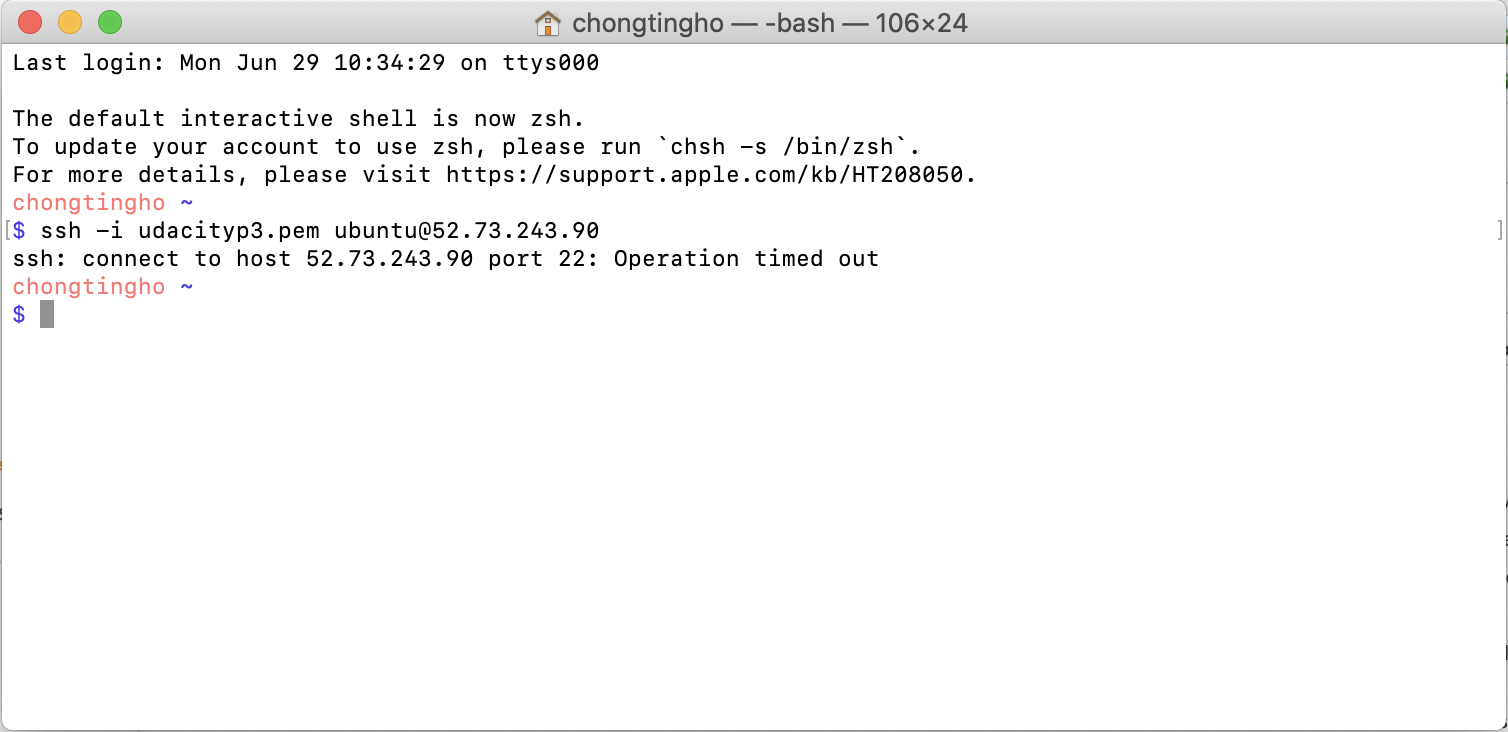 chongtingho — -bash — 106×24
Last login: Mon Jun 29 10:34:29 on ttys000
The default interactive shell is now zsh.
To update your account to use zsh, please run `chsh -s /bin/zsh`.
For more details, please visit https://support.apple.com/kb/HT208050.
chongtingho ~
[$ ssh -i udacityp3.pem ubuntu@52.73.243.90 ]
ssh: connect to host 52.73.243.90 port 22: Operation timed out
chongtingho ~
$